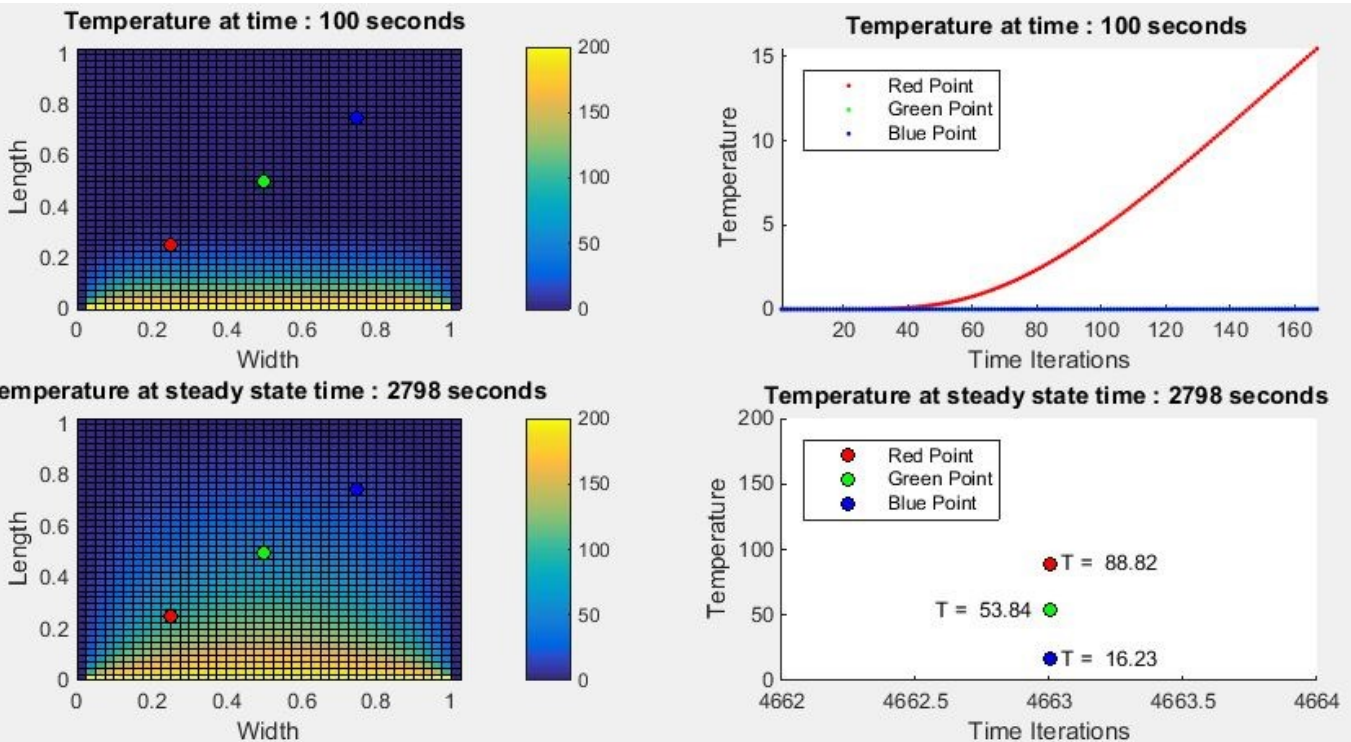 Temperature at time : 100 seconds
1
0.8
0.6
0.4
0.2
0
Length
0
0.2
0.4
0.6
0.8
1
Width
200
150
100
50
0
Temperature at time : 100 seconds
15
10
5
0
Temperature
Red Point
Green Point
Blue Point
20
40
60
80
100
120
140
160
Time Iterations
emperature at steady state time : 2798 seconds
1
0.8
0.6
0.4
0.2
0
Length
0
0.2
0.4
0.6
0.8
1
Width
200
150
100
50
0
Temperature at steady state time : 2798 seconds
200
150
100
50
0
Temperature
Red Point
Green Point
Blue Point
T = 88.82
T = 53.84
T = 16.23
4662
4662.5
4663
4663.5
4664
Time Iterations